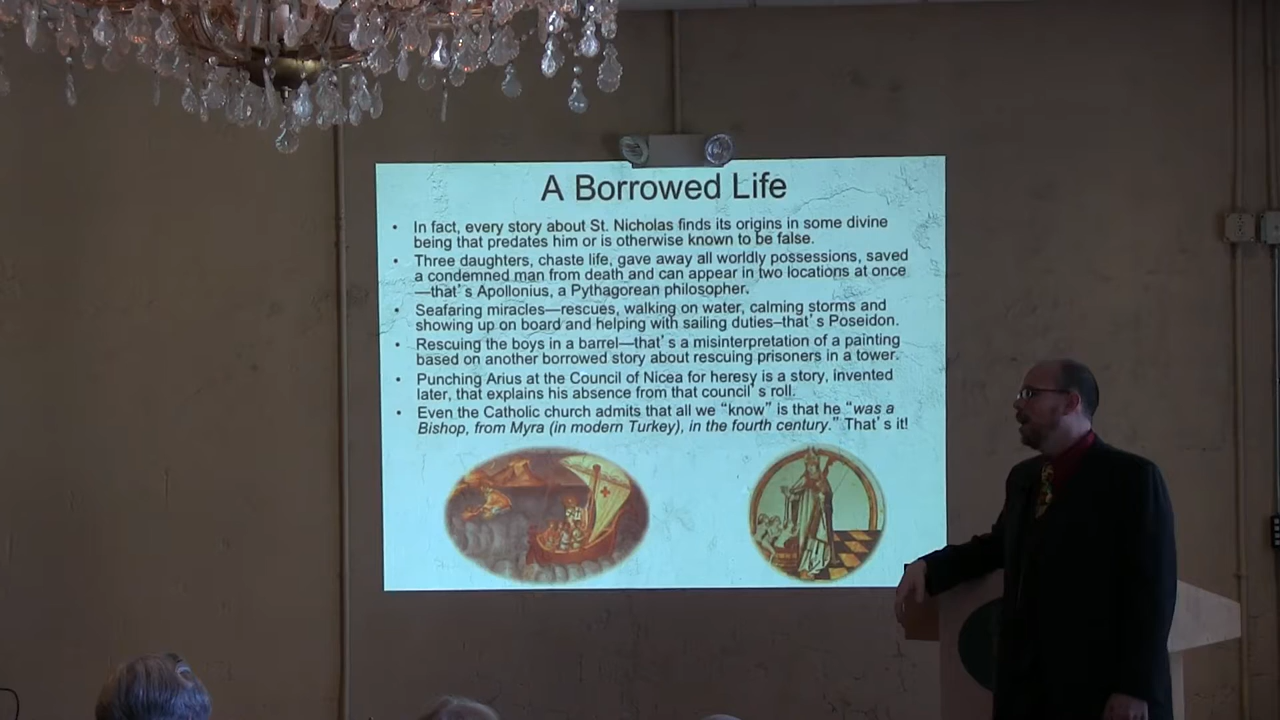 A Borrowed Life
• In fact, every story about St. Nicholas finds its origins in some divine
being that predates him or is otherwise known to be false.
• Three daughters, chaste life, gave away all worldly possessions, saved
a condemned man from death and can appear in two locations at once
—that's Apollonius, a Pythagorean philosopher.
• Seafaring miracles—rescues, walking on water, calming storms and
showing up on board and helping with sailing duties–that's Poseidon.
• Rescuing the boys in a barrel—that's a misinterpretation of a painting
based on another borrowed story about rescuing prisoners in a tower.
• Punching Arius at the Council of Nicea for heresy is a story, invented
later, that explains his absence from that council's roll.
• Even the Catholic church admits that all we “know” is that he “was a
Bishop, from Myra (in modern Turkey), in the fourth century.” That's it!